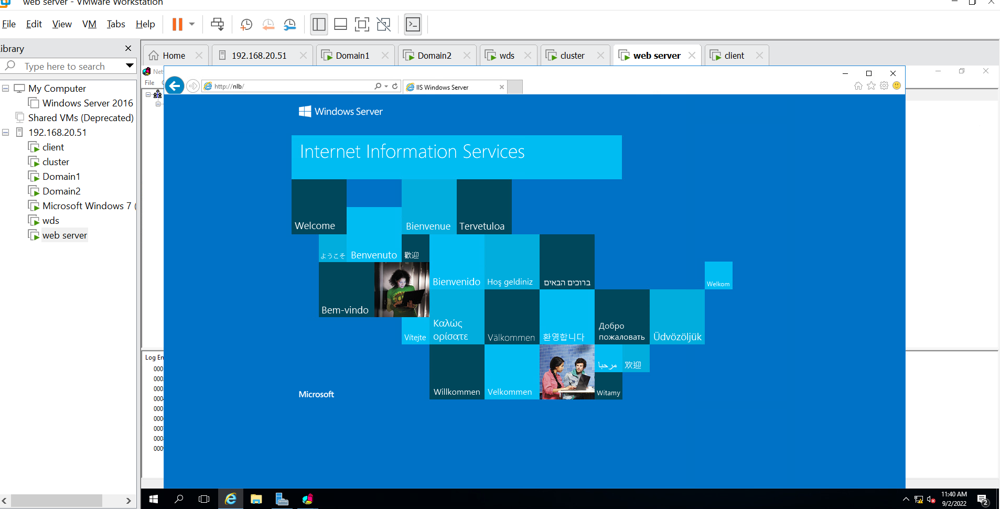 web server - VMware Workstation
File Edit View VM Tabs Help
Library
Type here to search
My Computer
Windows Server 2016
Shared VMs (Deprecated)
192.168.20.51
client
cluster
Domain1
Domain2
Microsoft Windows 7 (
wds
web server
Home 192.168.20.51 Domain1 Domain2 wds cluster web server client
Net
File
http://nlb/
IIS Windows Server
Windows Server
Internet Information Services
Welcome
Bienvenue
Tervetuloa
ようこそ
Benvenuto
歡迎
Bienvenido
Hoş geldiniz
ברוכים הבאים
Welkom
Bem-vindo
Vítejte
Καλώς
ορίσατε
Välkommen
환영합니다
Добро
пожаловать
Üdvözöljük
Willkommen
Velkommen
مرحبا
欢迎
Witamy
Microsoft
Log En
000
000
000
000
000
000
000
000
000
11:40 AM
9/2/2022
2